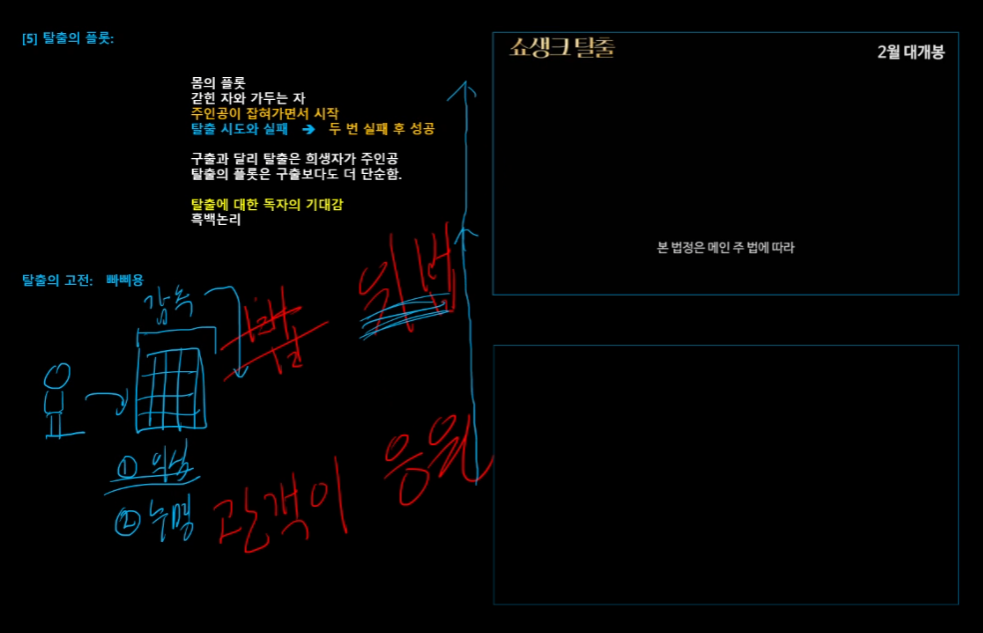 [5] 탈출의 플롯:
몸의 플롯
갇힌 자와 가두는 자
주인공이 잡혀가면서 시작
탈출 시도와 실패 ➔ 두 번 실패 후 성공
구출과 달리 탈출은 희생자가 주인공
탈출의 플롯은 구출보다도 더 단순함.
탈출에 대한 독자의 기대감
흑백논리
탈출의 고전: 빠삐용
감옥
위법
① 억울
② 누명
관객이 응원
쇼생크 탈출
2월 대개봉
본 법정은 메인 주 법에 따라